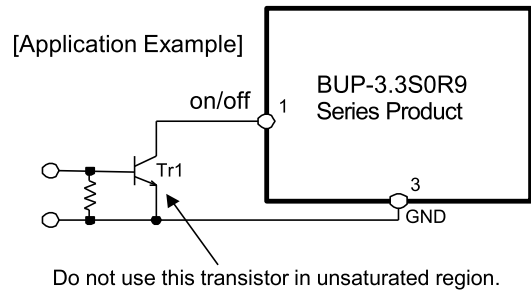 [Application Example]
BUP-3.3S0R9
Series Product
on/off
1
Tr1
3
GND
Do not use this transistor in unsaturated region.